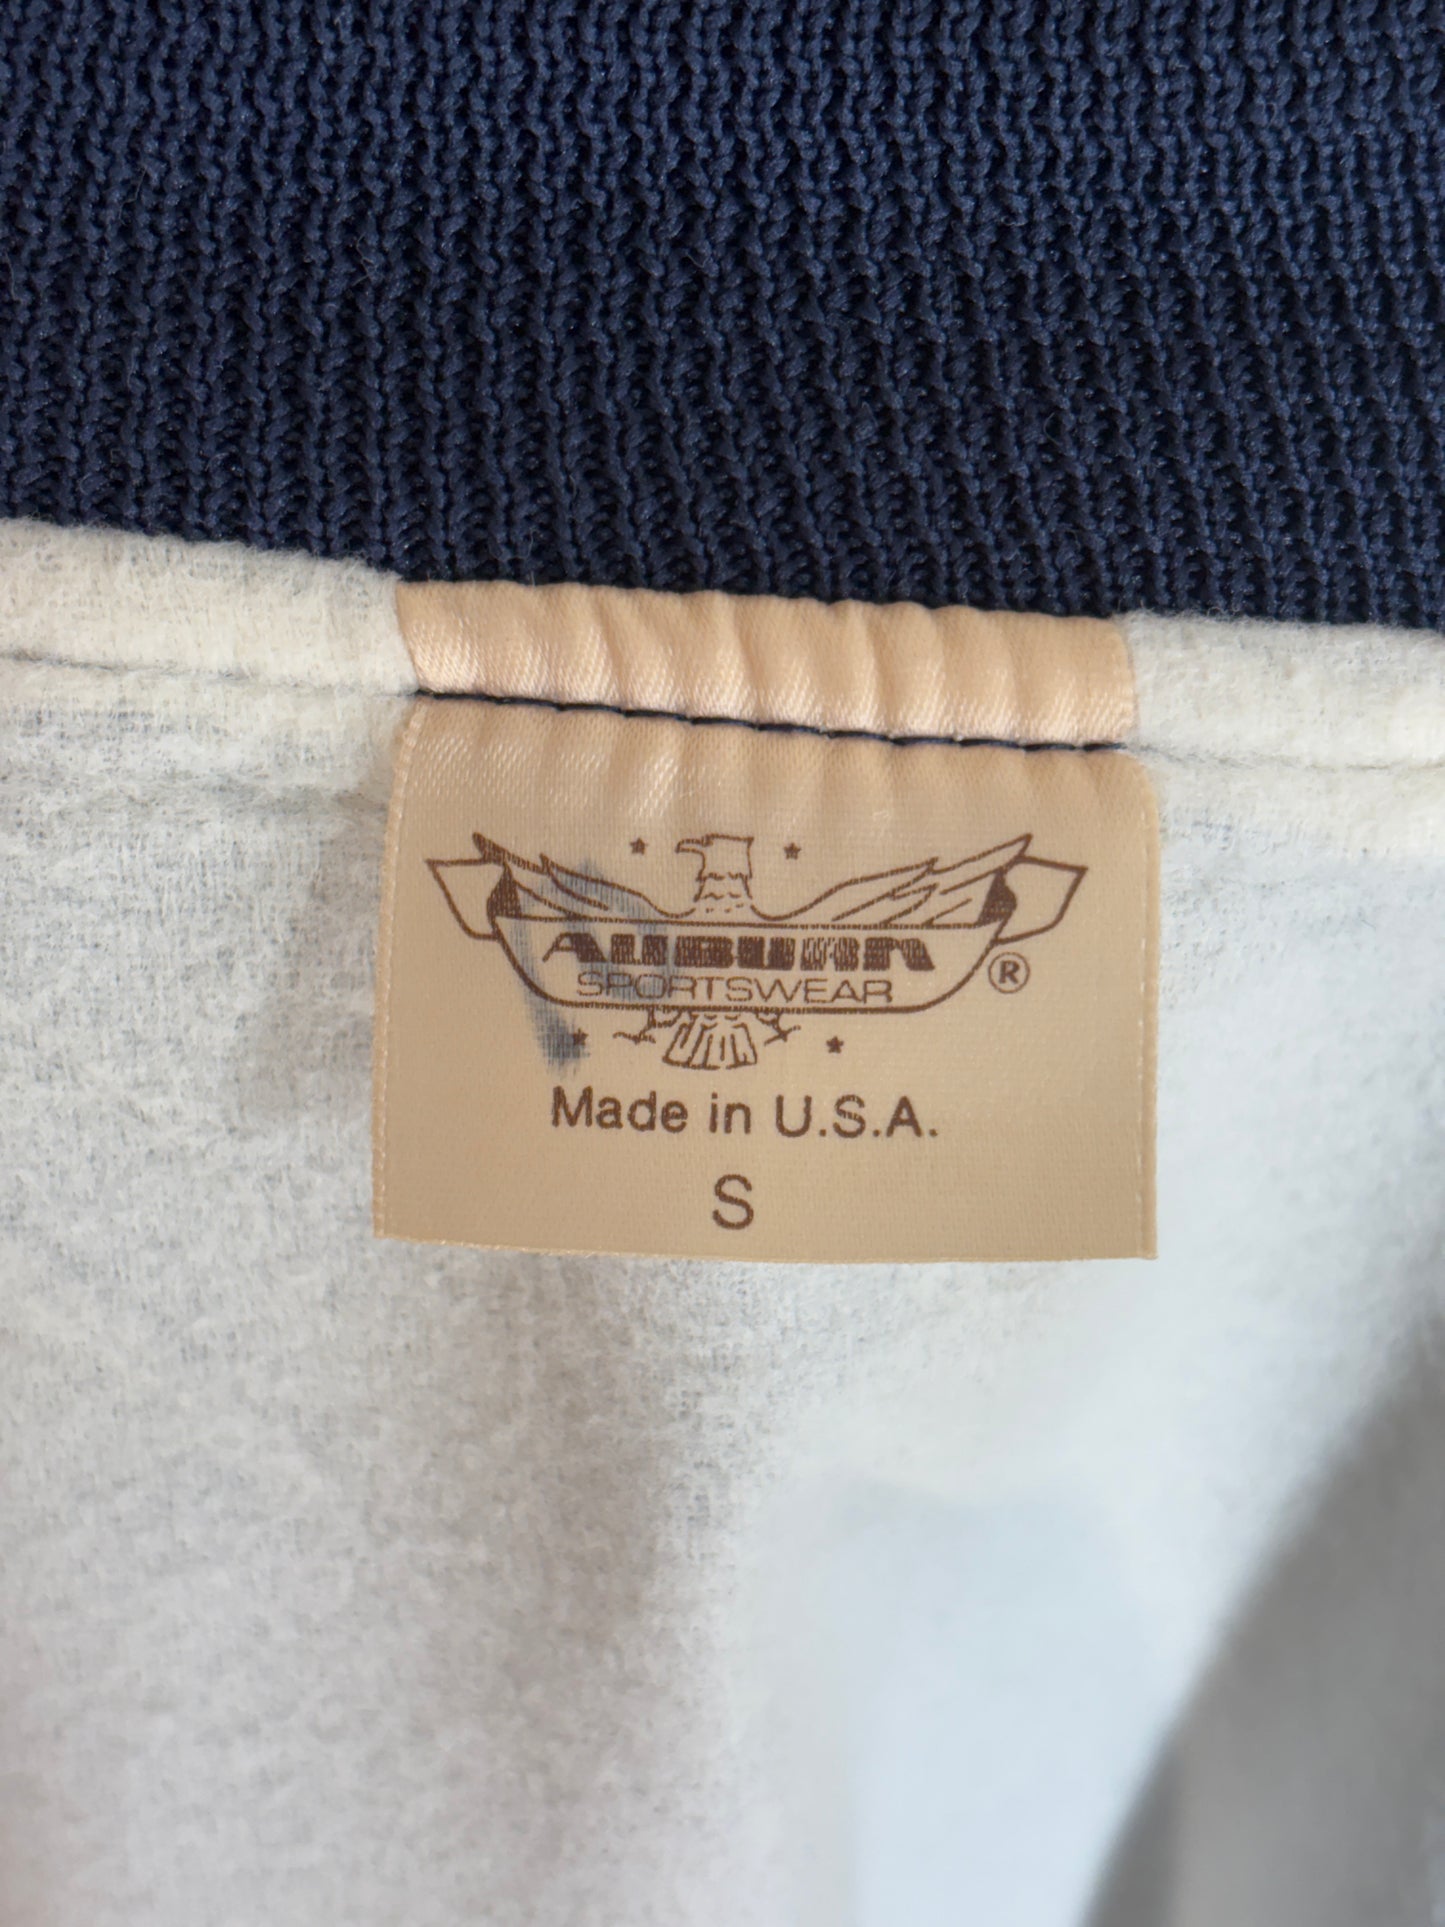 AUBURN
SPORTSWEAR
®
Made in U.S.A.
S